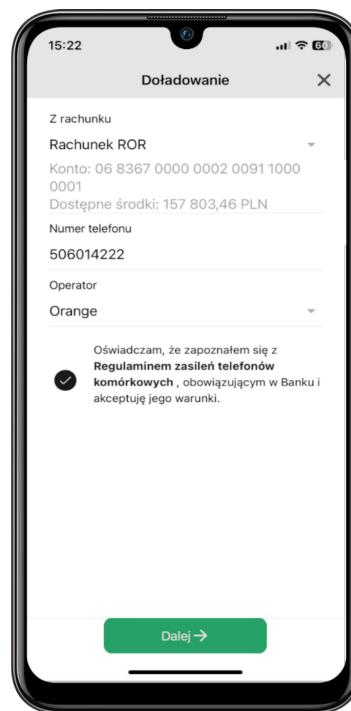 15:22
60
Doładowanie
Z rachunku
Rachunek ROR
Konto: 06 8367 0000 0002 0091 1000
0001
Dostępne środki: 157 803,46 PLN
Numer telefonu
506014222
Operator
Orange
Oświadczam, że zapoznałem się z
Regulaminem zasileń telefonów
komórkowych , obowiązującym w Banku i
akceptuję jego warunki.
Dalej